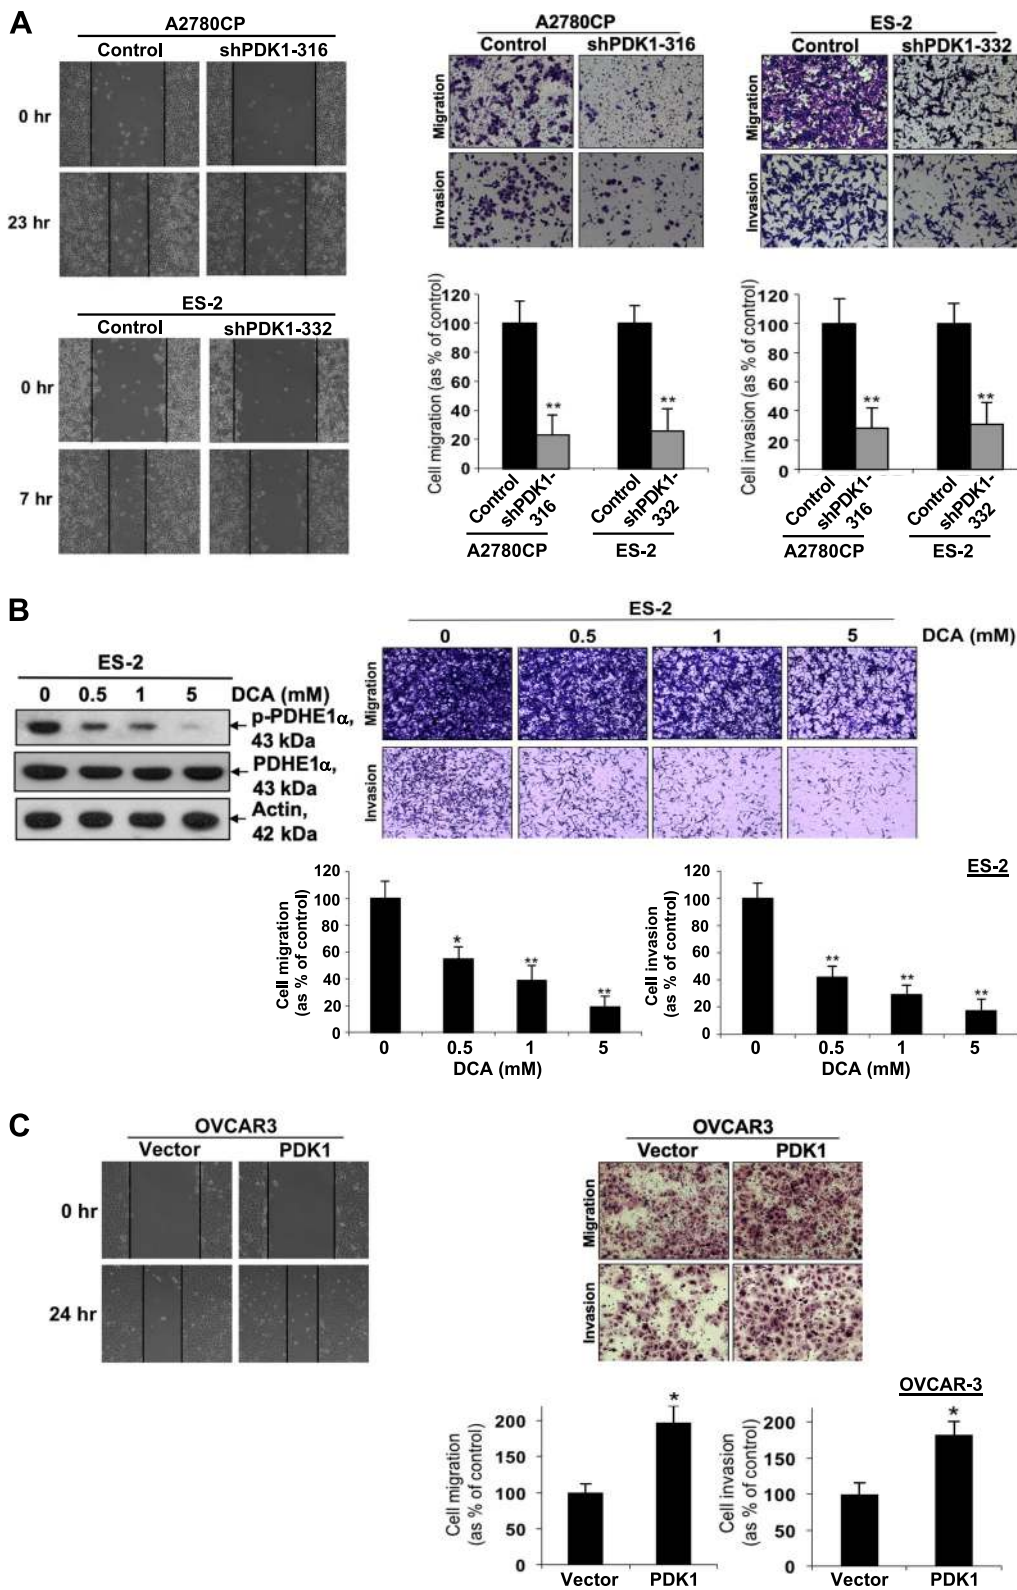 A
A2780CP
Control shPDK1-316
0 hr
23 hr
ES-2
Control shPDK1-332
0 hr
7 hr
A2780CP
Control shPDK1-316
Migration
Invasion
ES-2
Control shPDK1-332
Migration
Invasion
Cell migration (as % of control)
120
100
80
60
40
20
0
**
**
Control
shPDK1-
316
Control
shPDK1-
332
A2780CP
ES-2
Cell invasion (as % of control)
120
100
80
60
40
20
0
**
**
Control
shPDK1-
316
Control
shPDK1-
332
A2780CP
ES-2
B
ES-2
0 0.5 1 5 DCA (mM)
p-PDHE1α,
43 kDa
PDHE1α,
43 kDa
Actin,
42 kDa
ES-2
0 0.5 1 5 DCA (mM)
Migration
Invasion
Cell migration
(as % of control)
120
100
80
60
40
20
0
*
**
**
0 0.5 1 5
DCA (mM)
ES-2
Cell invasion
(as % of control)
120
100
80
60
40
20
0
**
**
**
0 0.5 1 5
DCA (mM)
C
OVCAR3
Vector PDK1
0 hr
24 hr
OVCAR3
Vector PDK1
Migration
Invasion
Cell migration
(as % of control)
200
150
100
50
0
*
Vector PDK1
OVCAR-3
Cell invasion
(as % of control)
200
150
100
50
0
*
Vector PDK1